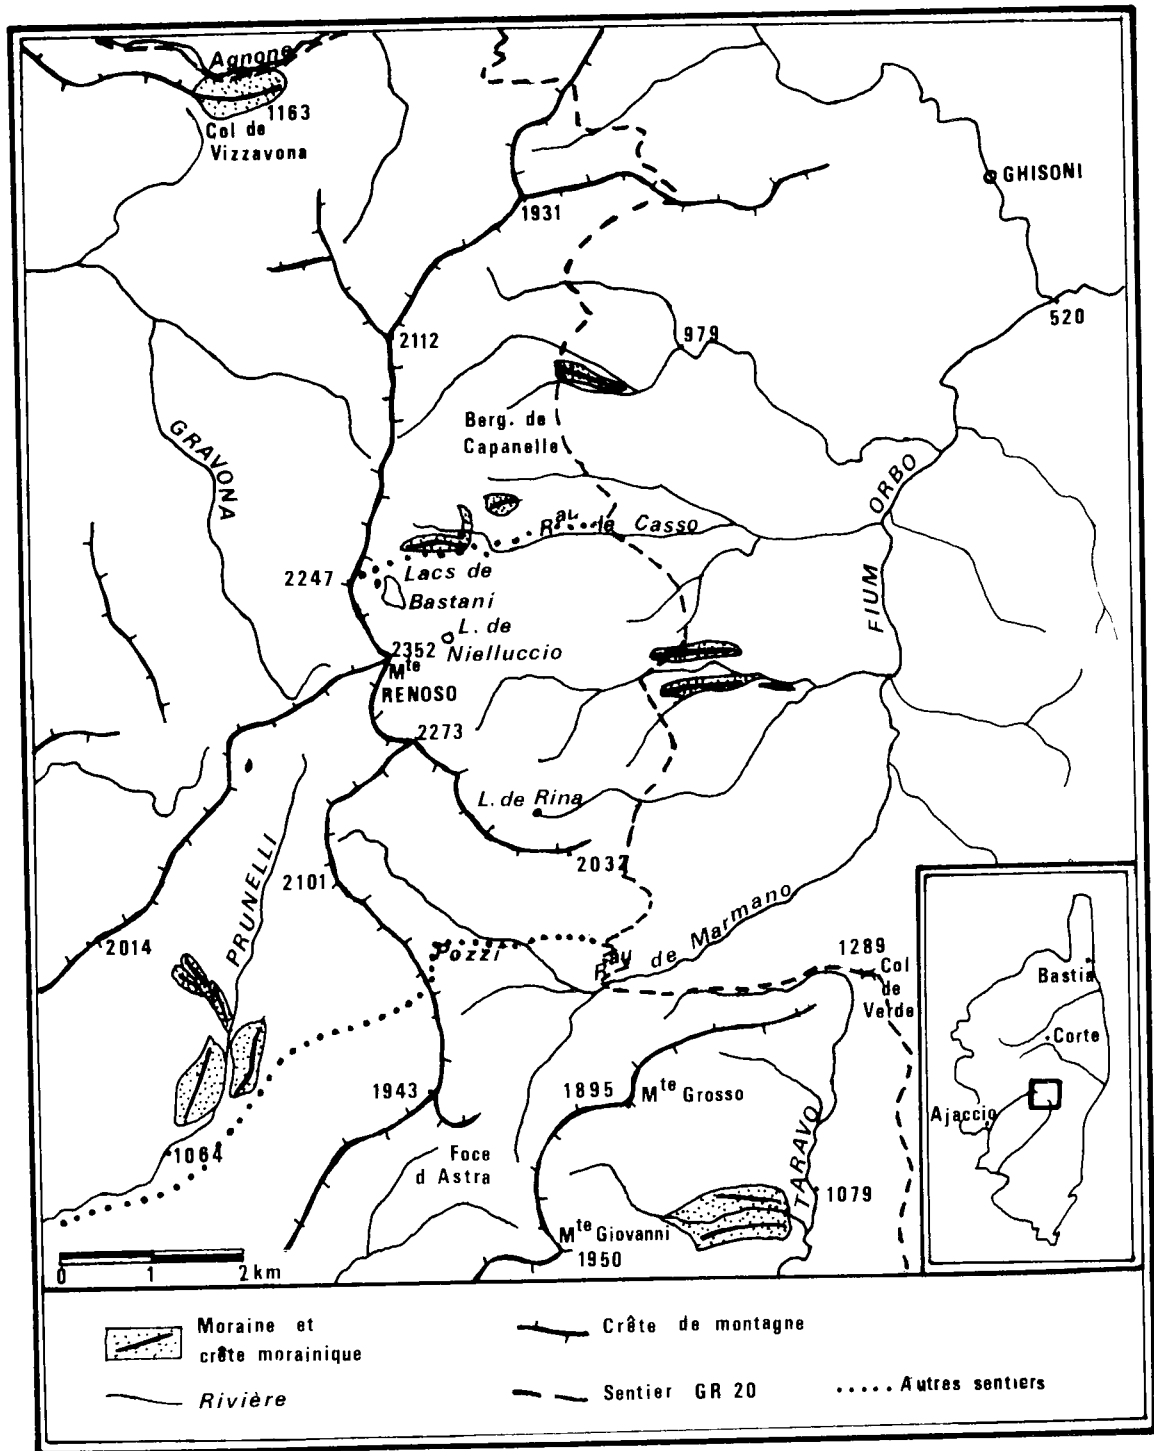 Agnone
1163
Col de
Vizzavona
GHISONI
1931
520
2112
979
GRAVONA
Berg. de
Capanelle
ORBO
Rau de Casso
2247
Lacs de
Bastani
FIUM
L. de
Nielluccio
2352
Mte
RENOSO
2273
L. de Rina
2032
2101
PRUNELLI
2014
Pozzi
Rau de Marmano
1289
Col
de
Verde
Bastia
Corte
Ajaccio
1943
1895
Mte Grosso
TARAVO
1064
Foce
d Astra
1079
Mte Giovanni
1950
0 1 2 km
Moraine et
crête morainique
Crête de montagne
Rivière
Sentier GR 20
Autres sentiers